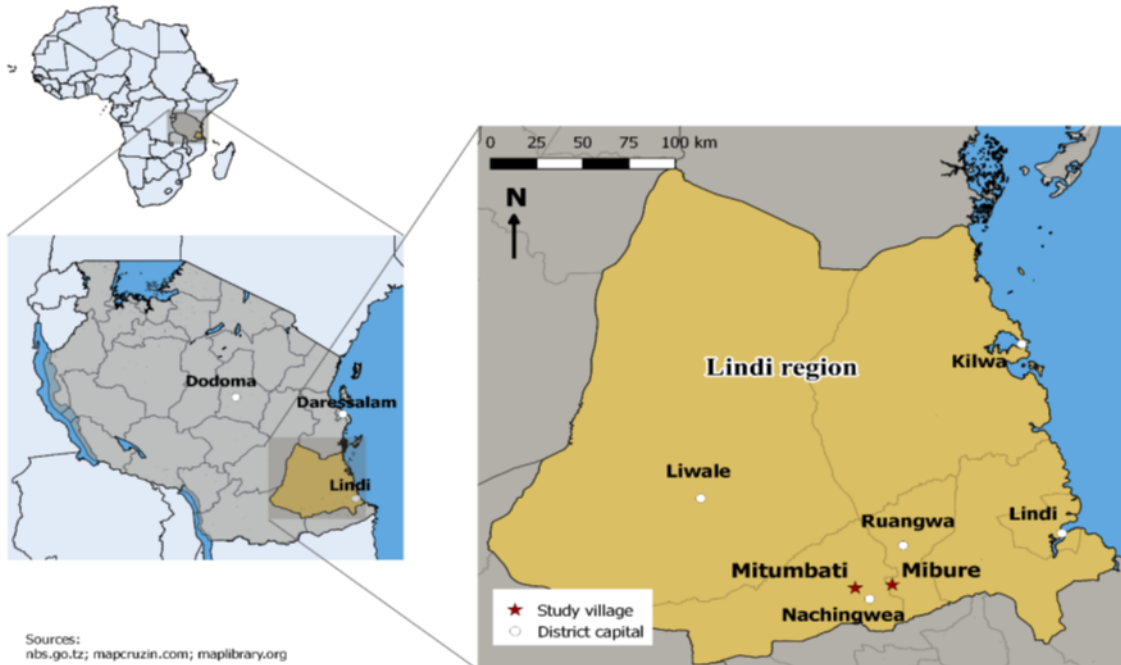 0 25 50 75 100 km
N
Lindi region
Kilwa
Dodoma
Daressalam
Lindi
Liwale
Ruangwa
Lindi
Mitumbati
Mibure
Nachingwea
Study village
District capital
Sources:
nbs.go.tz; mapcruzin.com; maplibrary.org